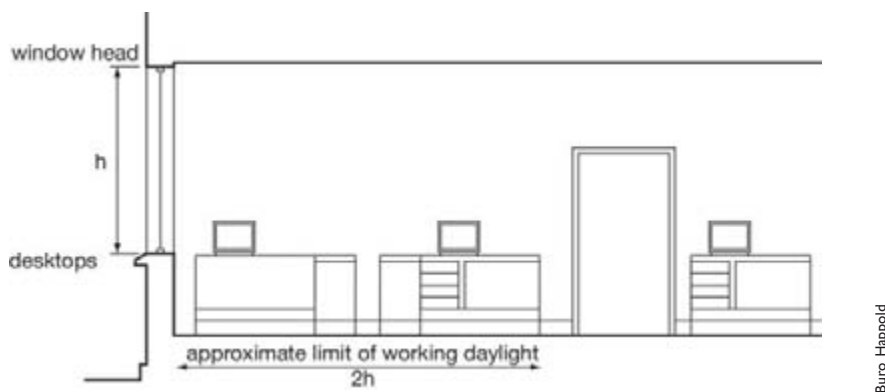 window head
h
desktops
approximate limit of working daylight
2h
Buro Happold